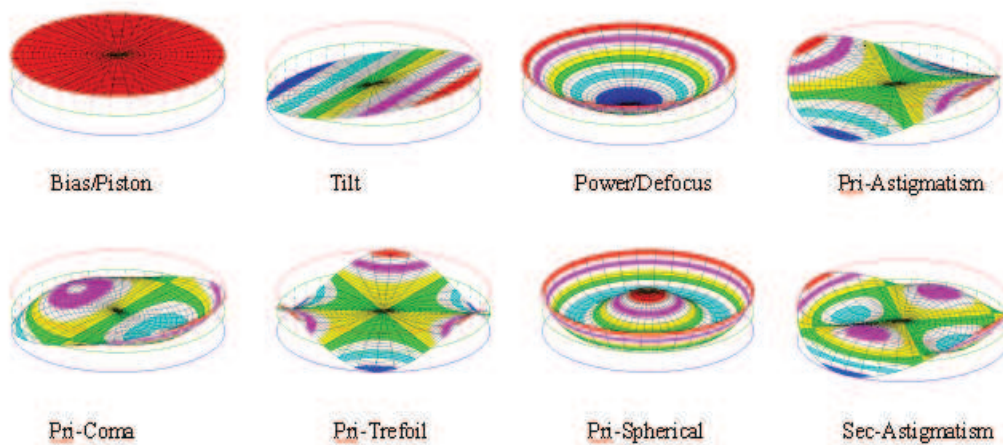 Bias/Piston
Tilt
Power/Defocus
Pri-Astigmatism
Pri-Coma
Pri-Trefoil
Pri-Spherical
Sec-Astigmatism